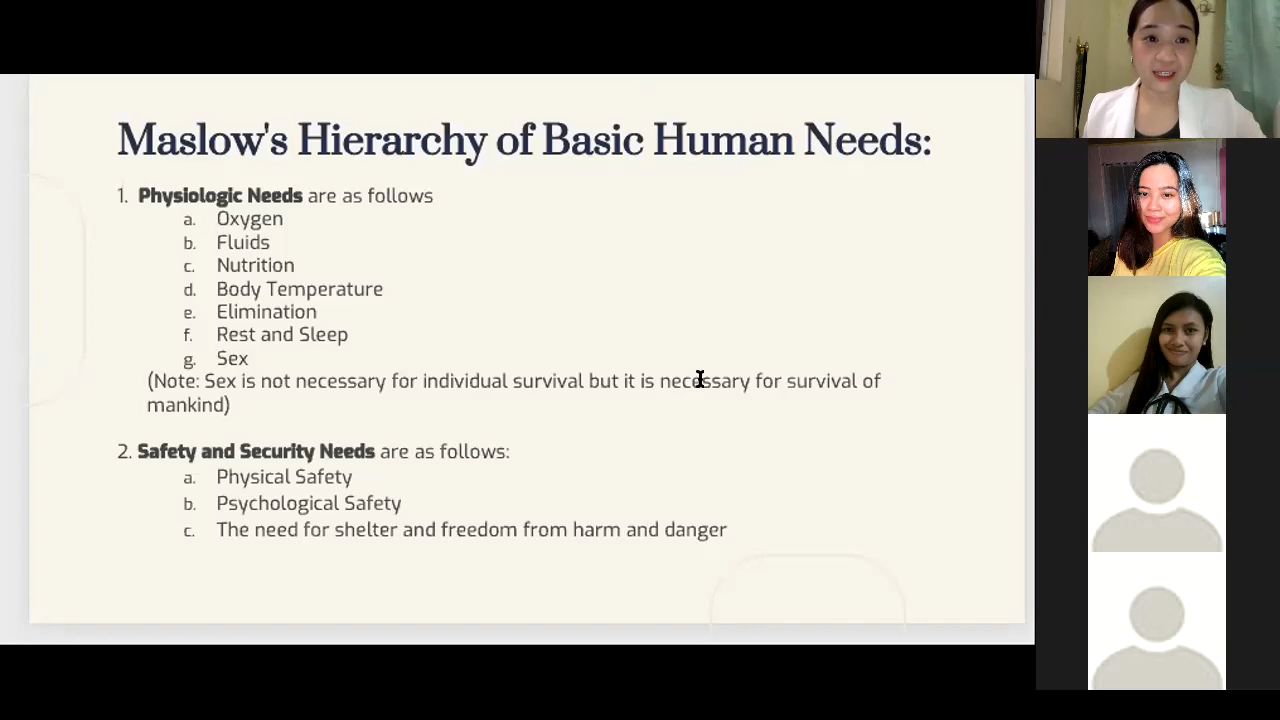 Maslow's Hierarchy of Basic Human Needs:
1. Physiologic Needs are as follows
a. Oxygen
b. Fluids
c. Nutrition
d. Body Temperature
e. Elimination
f. Rest and Sleep
g. Sex
(Note: Sex is not necessary for individual survival but it is necessary for survival of
mankind)
2. Safety and Security Needs are as follows:
a. Physical Safety
b. Psychological Safety
c. The need for shelter and freedom from harm and danger